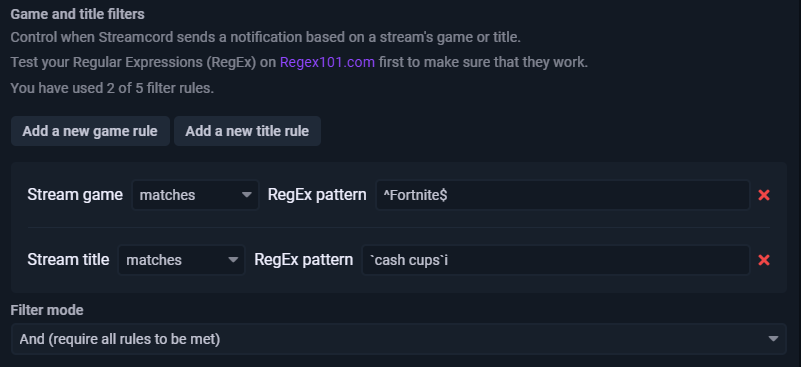 Game and title filters
Control when Streamcord sends a notification based on a stream's game or title.
Test your Regular Expressions (RegEx) on Regex101.com first to make sure that they work.
You have used 2 of 5 filter rules.
Add a new game rule Add a new title rule
Stream game matches RegEx pattern ^Fortnite$
Stream title matches RegEx pattern `cash cups`i
Filter mode
And (require all rules to be met)